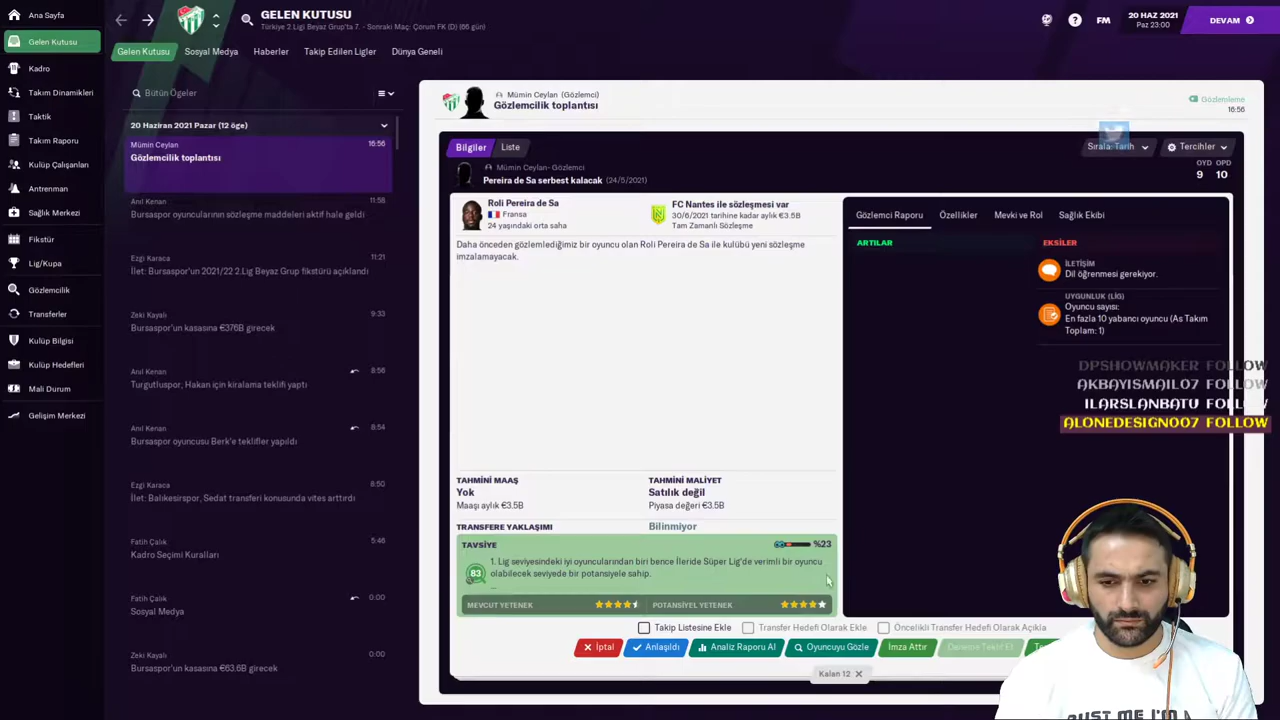 Ana Sayfa
Gelen Kutusu
Kadro
Takım Dinamikleri
Taktik
Takım Raporu
Kulüp Çalışanları
Antrenman
Sağlık Merkezi
Fikstür
Lig/Kupa
Gözlemcilik
Transferler
Kulüp Bilgisi
Kulüp Hedefleri
Mali Durum
Gelişim Merkezi
GELEN KUTUSU
Türkiye 2.Ligi Beyaz Grup'ta 7. - Sonraki Maç: Çorum FK (D) (66 gün)
FM
20 HAZ 2021
Paz 23:00
DEVAM
Gelen Kutusu
Sosyal Medya
Haberler
Takip Edilen Ligler
Dünya Geneli
Bütün Ögeler
20 Haziran 2021 Pazar (12 öge)
Mümin Ceylan
16:56
Gözlemcilik toplantısı
Anıl Kenan
11:58
Bursaspor oyuncularının sözleşme maddeleri aktif hale geldi
Ezgi Karaca
11:21
İlet: Bursaspor'un 2021/22 2.Lig Beyaz Grup fikstürü açıklandı
Zeki Kayalı
9:33
Bursaspor'un kasasına €376B girecek
Anıl Kenan
8:56
Turgutluspor, Hakan için kiralama teklifi yaptı
Anıl Kenan
8:54
Bursaspor oyuncusu Berk'e teklifler yapıldı
Ezgi Karaca
8:50
İlet: Balıkesirspor, Sedat transferi konusunda vites arttırdı
Fatih Çalık
5:46
Kadro Seçimi Kuralları
Fatih Çalık
0:00
Sosyal Medya
Zeki Kayalı
0:00
Bursaspor'un kasasına €63.6B girecek
Mümin Ceylan (Gözlemci)
Gözlemcilik toplantısı
Gözlemleme
16:56
Bilgiler
Liste
Sırala: Tarih
Tercihler
Mümin Ceylan- Gözlemci
Pereira de Sa serbest kalacak (24/5/2021)
OYD OPD
9 10
Roli Pereira de Sa
Fransa
24 yaşındaki orta saha
FC Nantes ile sözleşmesi var
30/6/2021 tarihine kadar aylık €3.5B
Tam Zamanlı Sözleşme
Daha önceden gözlemlediğimiz bir oyuncu olan Roli Pereira de Sa ile kulübü yeni sözleşme
imzalamayacak.
Gözlemci Raporu
Özellikler
Mevki ve Rol
Sağlık Ekibi
ARTILAR
EKSİLER
İLETİŞİM
Dil öğrenmesi gerekiyor.
UYGUNLUK (LİG)
Oyuncu sayısı:
En fazla 10 yabancı oyuncu (As Takım
Toplam: 1)
DPSHOWMAKER FOLLOW
AKBAYISMAIL07 FOLLOW
ILARSLANBATU FOLLOW
ALONEDESIGN007 FOLLOW
TAHMİNİ MAAŞ
Yok
Maaşı aylık €3.5B
TAHMİNİ MALİYET
Satılık değil
Piyasa değeri €3.5B
TRANSFERE YAKLAŞIMI
Bilinmiyor
TAVSİYE
%23
83
1. Lig seviyesindeki iyi oyuncularından biri bence İleride Süper Lig'de verimli bir oyuncu
olabilecek seviyede bir potansiyele sahip.
MEVCUT YETENEK
POTANSİYEL YETENEK
Takip Listesine Ekle
Transfer Hedefi Olarak Ekle
Öncelikli Transfer Hedefi Olarak Açıkla
İptal
Anlaşıldı
Analiz Raporu Al
Oyuncuyu Gözle
İmza Attır
Deneme Teklif Et
Kalan 12